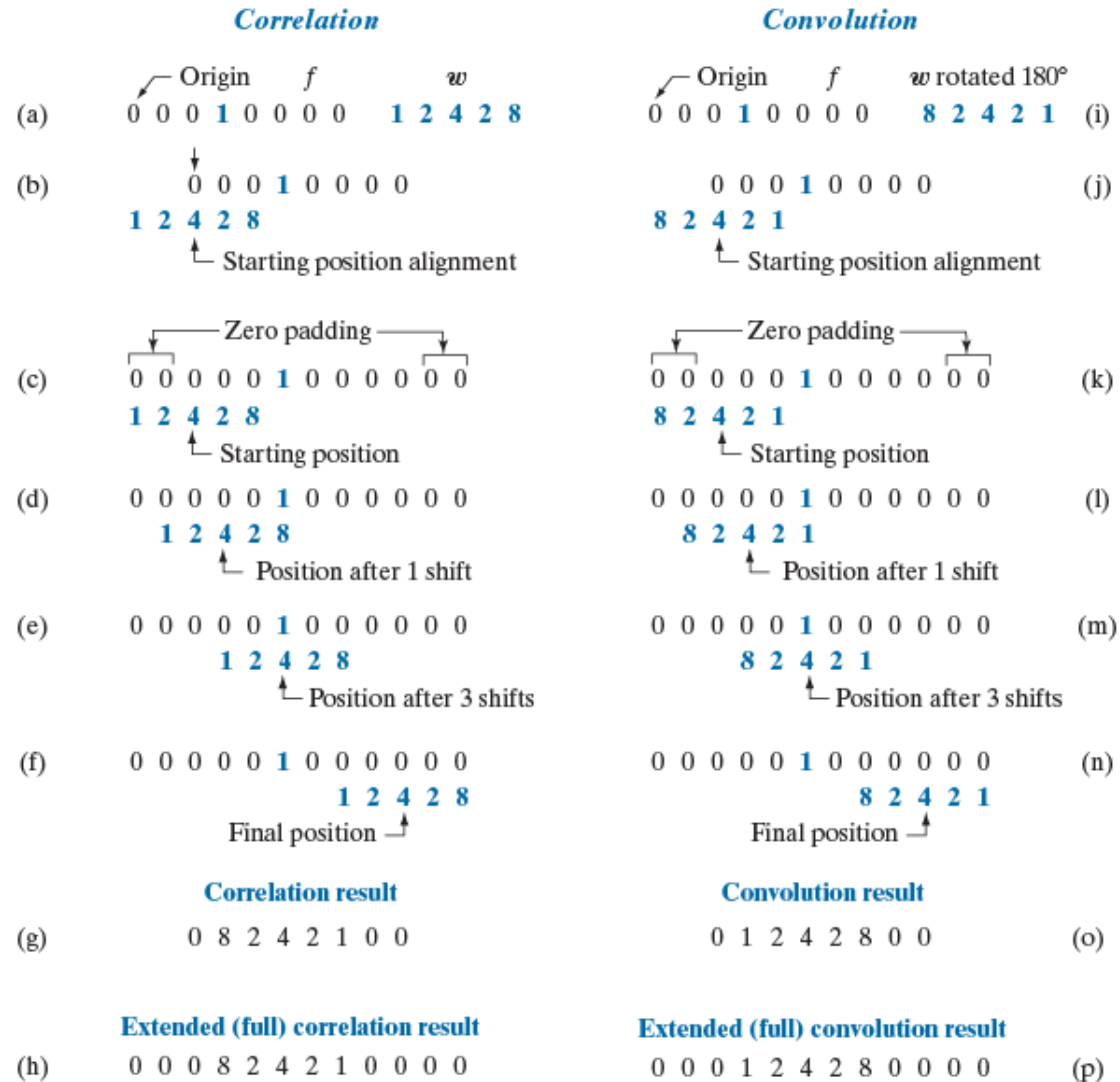 Correlation
Origin f w
(a) 0 0 0 1 0 0 0 0 1 2 4 2 8
(b) 0 0 0 1 0 0 0 0
1 2 4 2 8
Starting position alignment
Zero padding
(c) 0 0 0 0 0 1 0 0 0 0 0 0
1 2 4 2 8
Starting position
(d) 0 0 0 0 0 1 0 0 0 0 0 0
1 2 4 2 8
Position after 1 shift
(e) 0 0 0 0 0 1 0 0 0 0 0 0
1 2 4 2 8
Position after 3 shifts
(f) 0 0 0 0 0 1 0 0 0 0 0 0
1 2 4 2 8
Final position
Correlation result
(g) 0 8 2 4 2 1 0 0
Extended (full) correlation result
(h) 0 0 0 8 2 4 2 1 0 0 0 0
Convolution
Origin f w rotated 180°
0 0 0 1 0 0 0 0 8 2 4 2 1 (i)
0 0 0 1 0 0 0 0 (j)
8 2 4 2 1
Starting position alignment
Zero padding
0 0 0 0 0 1 0 0 0 0 0 0 (k)
8 2 4 2 1
Starting position
0 0 0 0 0 1 0 0 0 0 0 0 (l)
8 2 4 2 1
Position after 1 shift
0 0 0 0 0 1 0 0 0 0 0 0 (m)
8 2 4 2 1
Position after 3 shifts
0 0 0 0 0 1 0 0 0 0 0 0 (n)
8 2 4 2 1
Final position
Convolution result
0 1 2 4 2 8 0 0 (o)
Extended (full) convolution result
0 0 0 1 2 4 2 8 0 0 0 0 (p)